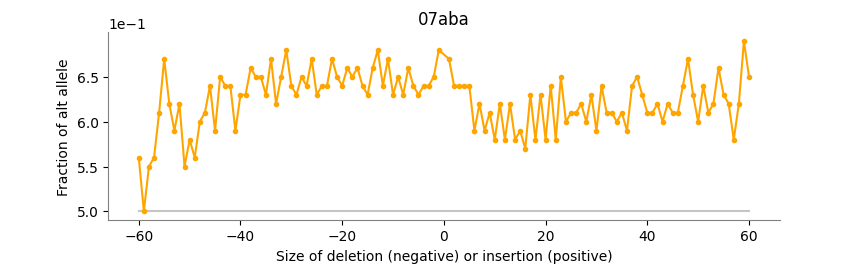 07aba
1e−1
Fraction of alt allele
6.5
6.0
5.5
5.0
−60 −40 −20 0 20 40 60
Size of deletion (negative) or insertion (positive)